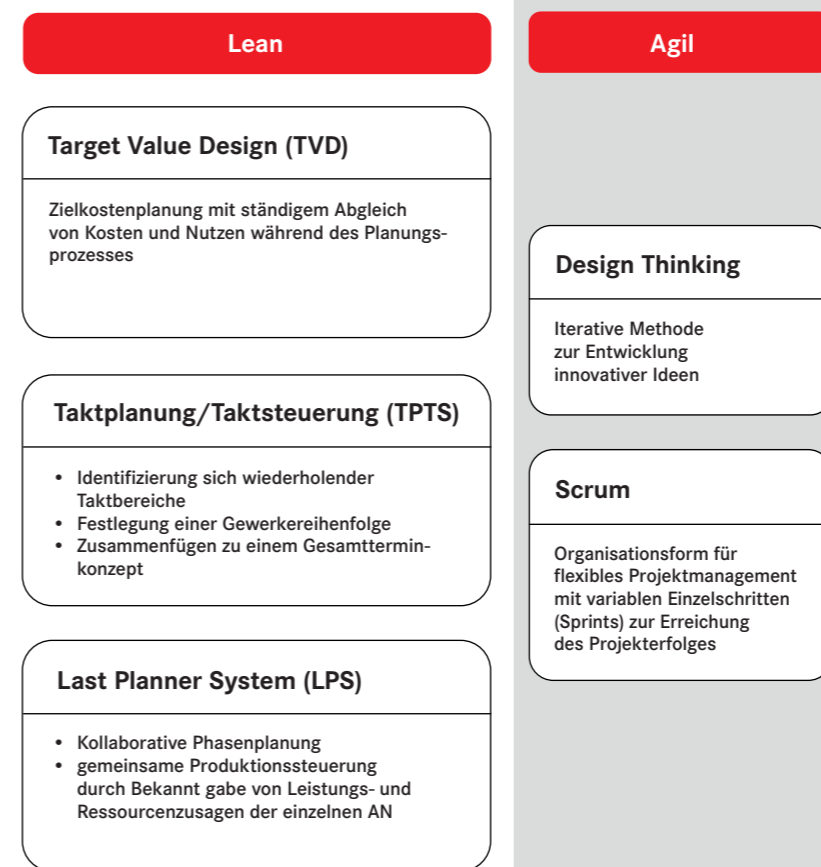 Lean
Target Value Design (TVD)
Zielkostenplanung mit ständigem Abgleich
von Kosten und Nutzen während des Planungs-
prozesses
Taktplanung/Taktsteuerung (TPTS)
• Identifizierung sich wiederholender
Taktbereiche
• Festlegung einer Gewerkereihenfolge
• Zusammenfügen zu einem Gesamttermin-
konzept
Last Planner System (LPS)
• Kollaborative Phasenplanung
• gemeinsame Produktionssteuerung
durch Bekannt gabe von Leistungs- und
Ressourcenzusagen der einzelnen AN
Agil
Design Thinking
Iterative Methode
zur Entwicklung
innovativer Ideen
Scrum
Organisationsform für
flexibles Projektmanagement
mit variablen Einzelschritten
(Sprints) zur Erreichung
des Projekterfolges